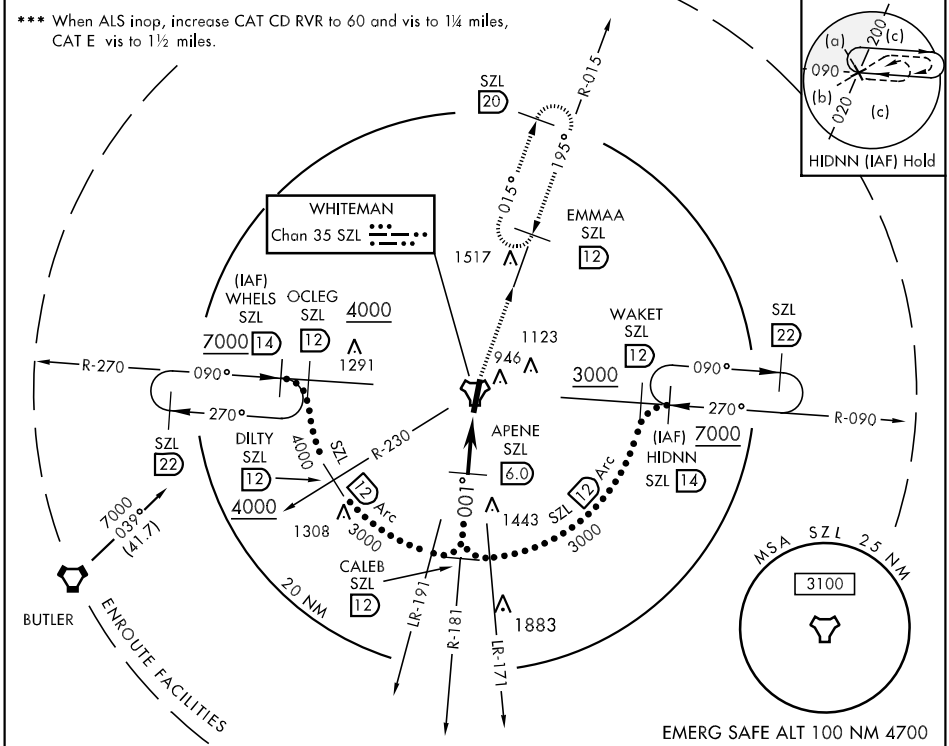 *** When ALS inop, increase CAT CD RVR to 60 and vis to 1¼ miles,
CAT E vis to 1½ miles.
(a)
(c)
200
090
(b)
020
(c)
HIDNN (IAF) Hold
SZL
20
R-015
015°
195°
WHITEMAN
Chan 35 SZL
EMMAA
SZL
12
1517
(IAF)
WHELS
SZL
7000 14
OCLEG
SZL
12
4000
1291
1123
946
WAKET
SZL
12
3000
SZL
22
R-270
090°
270°
SZL
22
090°
270°
R-090
(IAF) 7000
HIDNN
SZL 14
DILTY
SZL
12
4000
4000
SZL
12 Arc
3000
R-230
1308
APENE
SZL
6.0
001°
1443
SZL 12 Arc
3000
7000
039°
(41.7)
BUTLER
ENROUTE FACILITIES
20 NM
CALEB
SZL
12
LR-191
R-181
LR-171
1883
MSA SZL 25 NM
3100
EMERG SAFE ALT 100 NM 4700